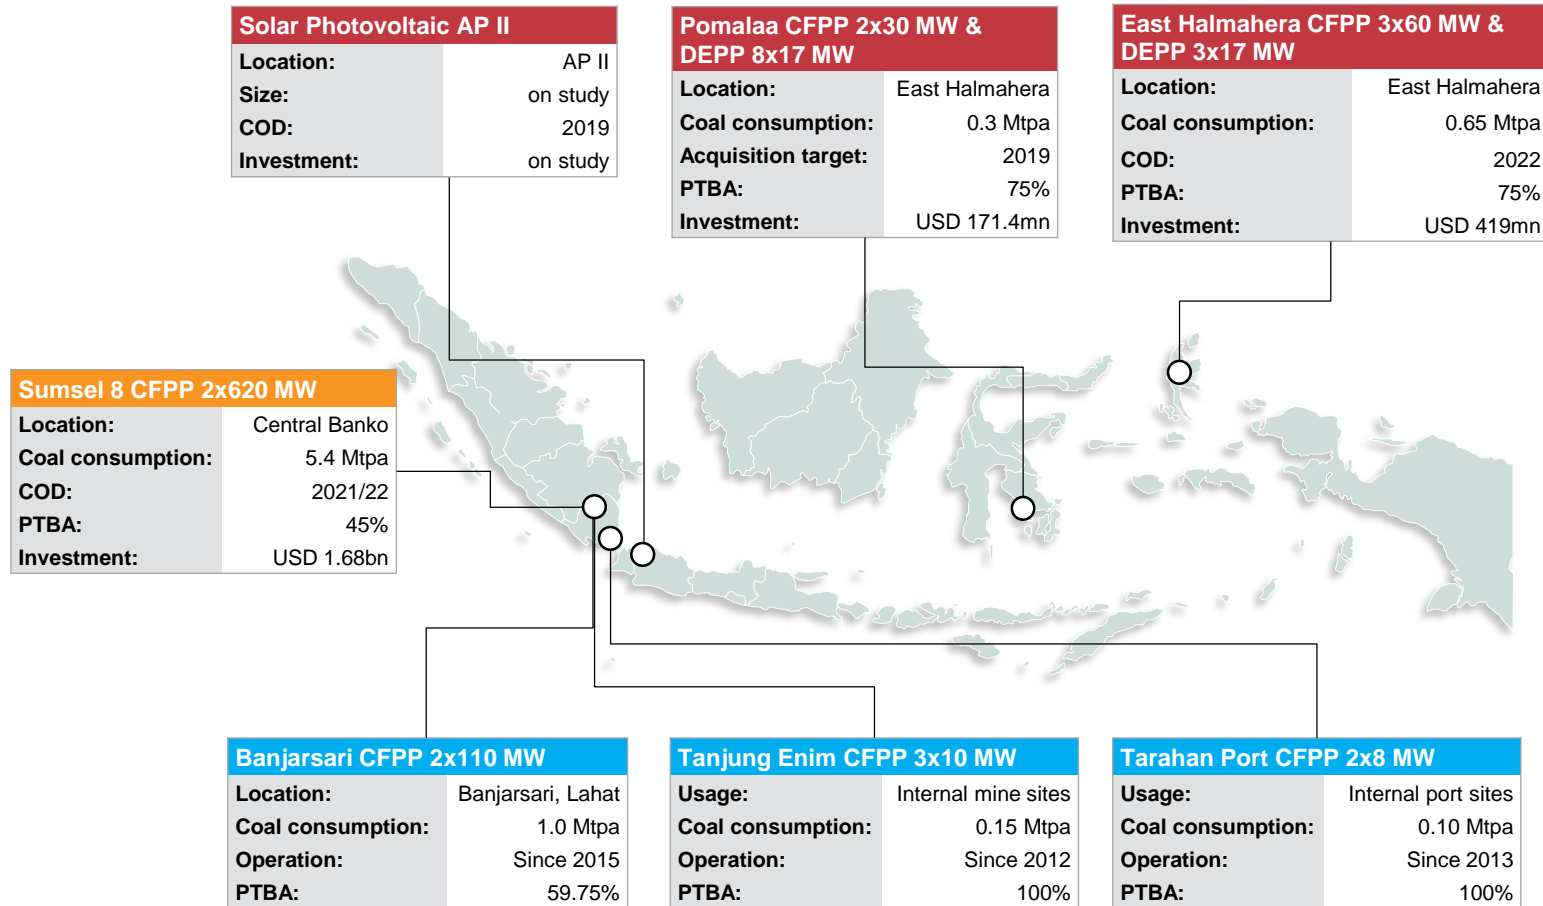 Solar Photovoltaic AP II
Location: AP II
Size: on study
COD: 2019
Investment: on study
Pomalaa CFPP 2x30 MW &
DEPP 8x17 MW
Location: East Halmahera
Coal consumption: 0.3 Mtpa
Acquisition target: 2019
PTBA: 75%
Investment: USD 171.4mn
East Halmahera CFPP 3x60 MW &
DEPP 3x17 MW
Location: East Halmahera
Coal consumption: 0.65 Mtpa
COD: 2022
PTBA: 75%
Investment: USD 419mn
Sumsel 8 CFPP 2x620 MW
Location: Central Banko
Coal consumption: 5.4 Mtpa
COD: 2021/22
PTBA: 45%
Investment: USD 1.68bn
Banjarsari CFPP 2x110 MW
Location: Banjarsari, Lahat
Coal consumption: 1.0 Mtpa
Operation: Since 2015
PTBA: 59.75%
Tanjung Enim CFPP 3x10 MW
Usage: Internal mine sites
Coal consumption: 0.15 Mtpa
Operation: Since 2012
PTBA: 100%
Tarahan Port CFPP 2x8 MW
Usage: Internal port sites
Coal consumption: 0.10 Mtpa
Operation: Since 2013
PTBA: 100%